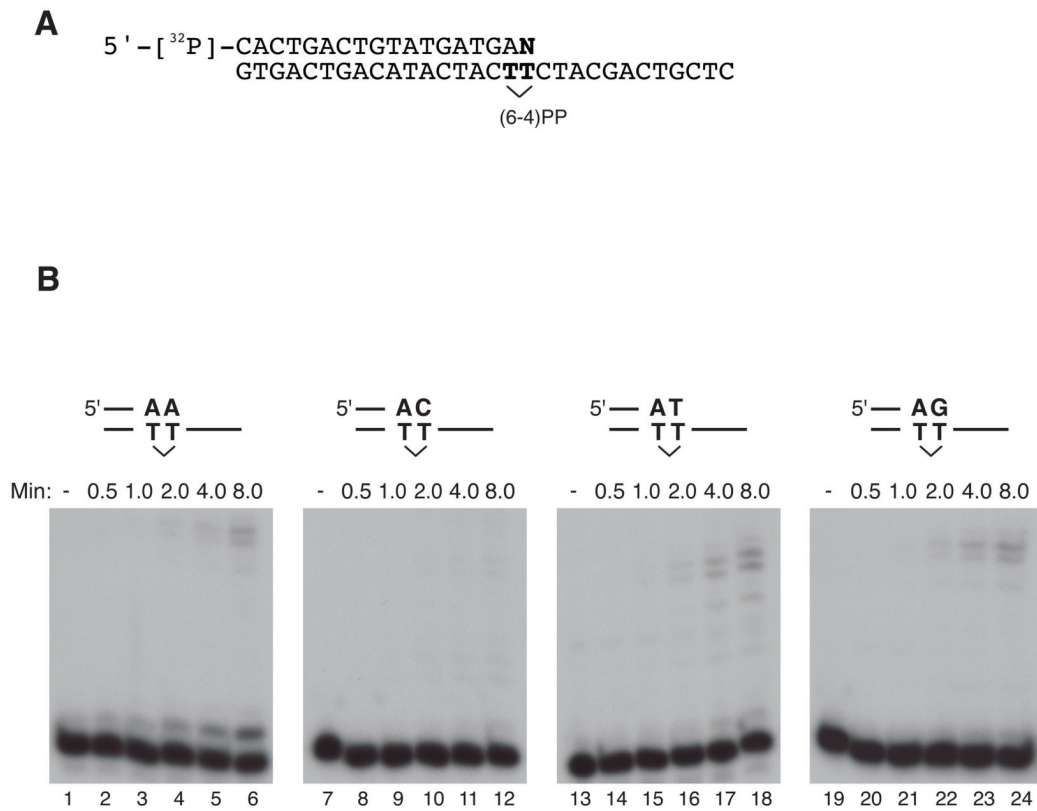 A
5'-[³²P]-CACTGACTGTATGATGAN
GTGACTGACATACTACTTCTACGACTGCTC
(6-4)PP
B
5' AA 5' AC 5' AT 5' AG
TT TT TT TT
Min: - 0.5 1.0 2.0 4.0 8.0 - 0.5 1.0 2.0 4.0 8.0 - 0.5 1.0 2.0 4.0 8.0 - 0.5 1.0 2.0 4.0 8.0
1 2 3 4 5 6 7 8 9 10 11 12 13 14 15 16 17 18 19 20 21 22 23 24